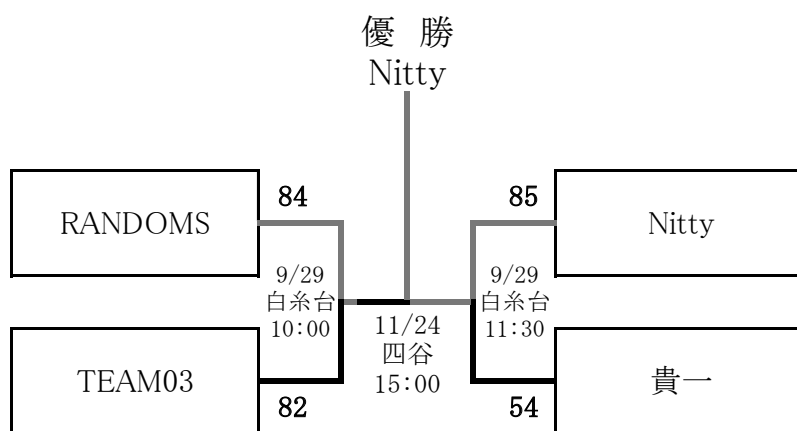 優 勝
Nitty
84
85
RANDOMS
Nitty
9/29
白糸台
10:00
9/29
白糸台
11:30
11/24
四谷
15:00
TEAM03
貴一
82
54